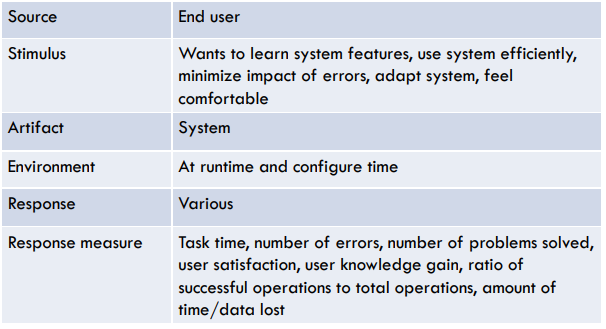 Source End user
Stimulus Wants to learn system features, use system efficiently,
minimize impact of errors, adapt system, feel
comfortable
Artifact System
Environment At runtime and configure time
Response Various
Response measure Task time, number of errors, number of problems solved,
user satisfaction, user knowledge gain, ratio of
successful operations to total operations, amount of
time/data lost